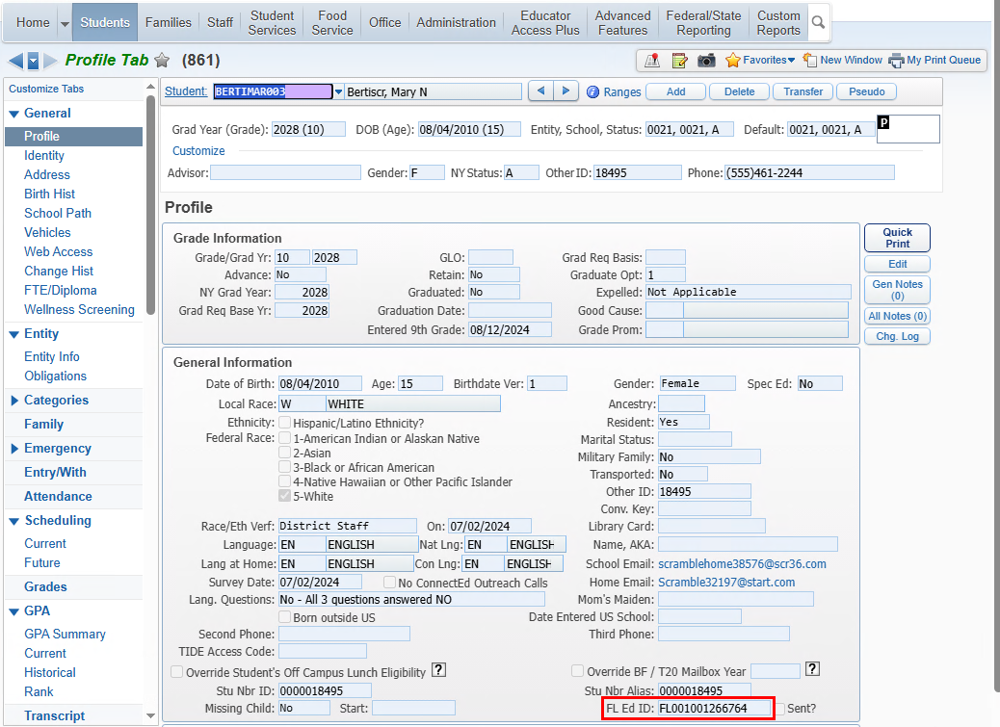 Home Students Families Staff Student Services Food Service Office Administration Educator Access Plus Advanced Features Federal/State Reporting Custom Reports
Profile Tab (861) Favorites New Window My Print Queue
Customize Tabs
General
Profile
Identity
Address
Birth Hist
School Path
Vehicles
Web Access
Change Hist
FTE/Diploma
Wellness Screening
Entity
Entity Info
Obligations
Categories
Family
Emergency
Entry/With
Attendance
Scheduling
Current
Future
Grades
GPA
GPA Summary
Current
Historical
Rank
Transcript
Student: BERTIMAR003 Bertiscr, Mary N Ranges Add Delete Transfer Pseudo
Grad Year (Grade): 2028 (10) DOB (Age): 08/04/2010 (15) Entity, School, Status: 0021, 0021, A Default: 0021, 0021, A P
Customize
Advisor: Gender: F NY Status: A Other ID: 18495 Phone: (555)461-2244
Profile
Grade Information
Grade/Grad Yr: 10 2028 GLO: Grad Req Basis:
Advance: No Retain: No Graduate Opt: 1
NY Grad Year: 2028 Graduated: No Expelled: Not Applicable
Grad Req Base Yr: 2028 Graduation Date: Good Cause:
Entered 9th Grade: 08/12/2024 Grade Prom:
Quick Print
Edit
Gen Notes (0)
All Notes (0)
Chg. Log
General Information
Date of Birth: 08/04/2010 Age: 15 Birthdate Ver: 1 Gender: Female Spec Ed: No
Local Race: W WHITE Ancestry:
Ethnicity: Hispanic/Latino Ethnicity? Resident: Yes
Federal Race: 1-American Indian or Alaskan Native Marital Status:
2-Asian Military Family: No
3-Black or African American Transported: No
4-Native Hawaiian or Other Pacific Islander Other ID: 18495
5-White Conv. Key:
Race/Eth Verf: District Staff On: 07/02/2024 Library Card:
Language: EN ENGLISH Nat Lng: EN ENGLISH Name, AKA:
Lang at Home: EN ENGLISH Con Lng: EN ENGLISH School Email: scramblehome38576@scr36.com
Survey Date: 07/02/2024 No ConnectEd Outreach Calls Home Email: Scramble32197@start.com
Lang. Questions: No - All 3 questions answered NO Mom's Maiden:
Born outside US Date Entered US School:
Second Phone: Third Phone:
TIDE Access Code:
Override Student's Off Campus Lunch Eligibility ? Override BF / T20 Mailbox Year ?
Stu Nbr ID: 0000018495 Stu Nbr Alias: 0000018495
Missing Child: No Start: FL Ed ID: FL001001266764 Sent?